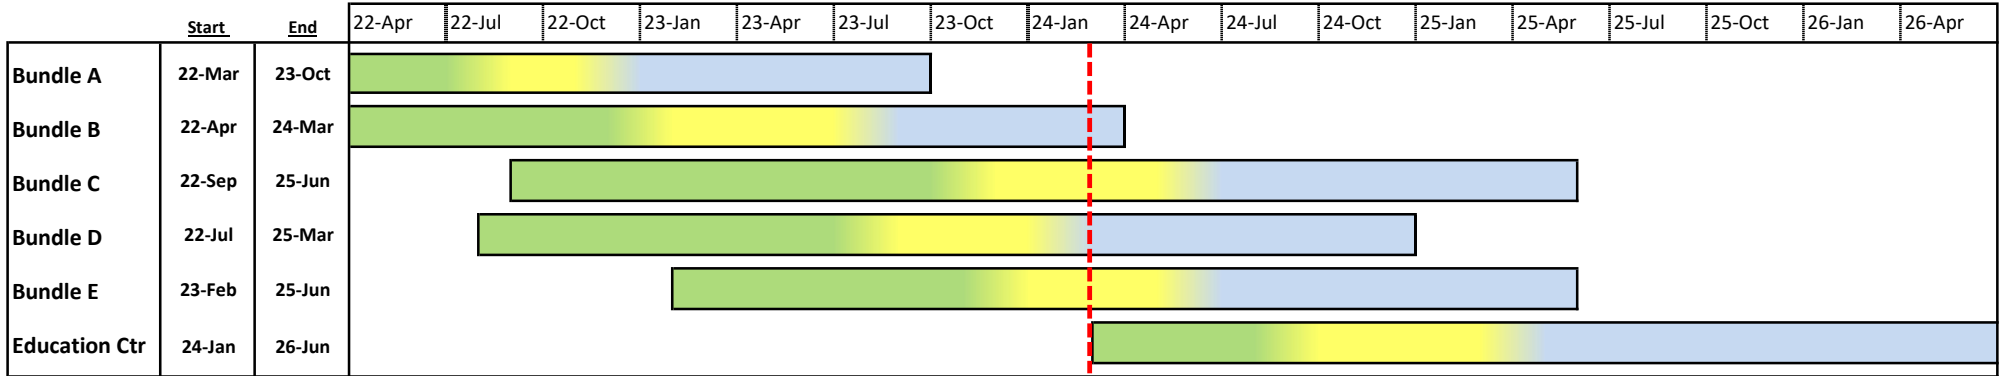 Start End 22-Apr 22-Jul 22-Oct 23-Jan 23-Apr 23-Jul 23-Oct 24-Jan 24-Apr 24-Jul 24-Oct 25-Jan 25-Apr 25-Jul 25-Oct 26-Jan 26-Apr
Bundle A 22-Mar 23-Oct
Bundle B 22-Apr 24-Mar
Bundle C 22-Sep 25-Jun
Bundle D 22-Jul 25-Mar
Bundle E 23-Feb 25-Jun
Education Ctr 24-Jan 26-Jun